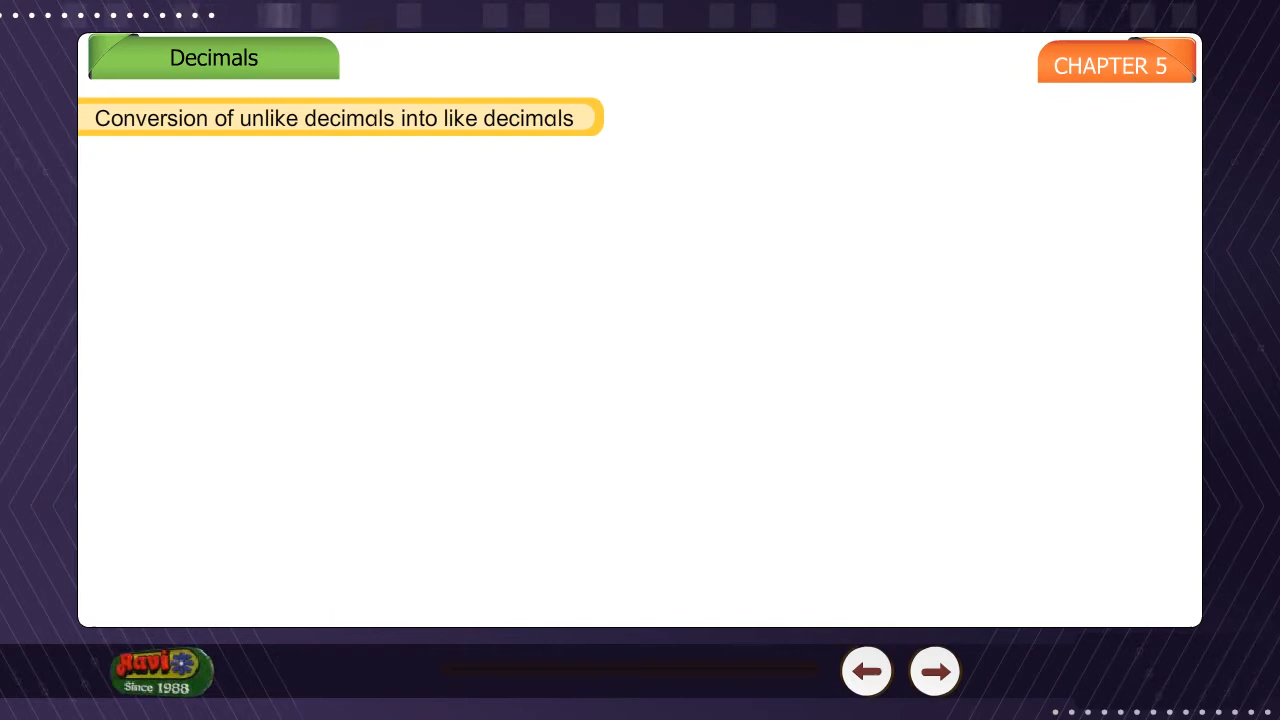 Decimals
CHAPTER 5
Conversion of unlike decimals into like decimals
Ravi
Since 1988